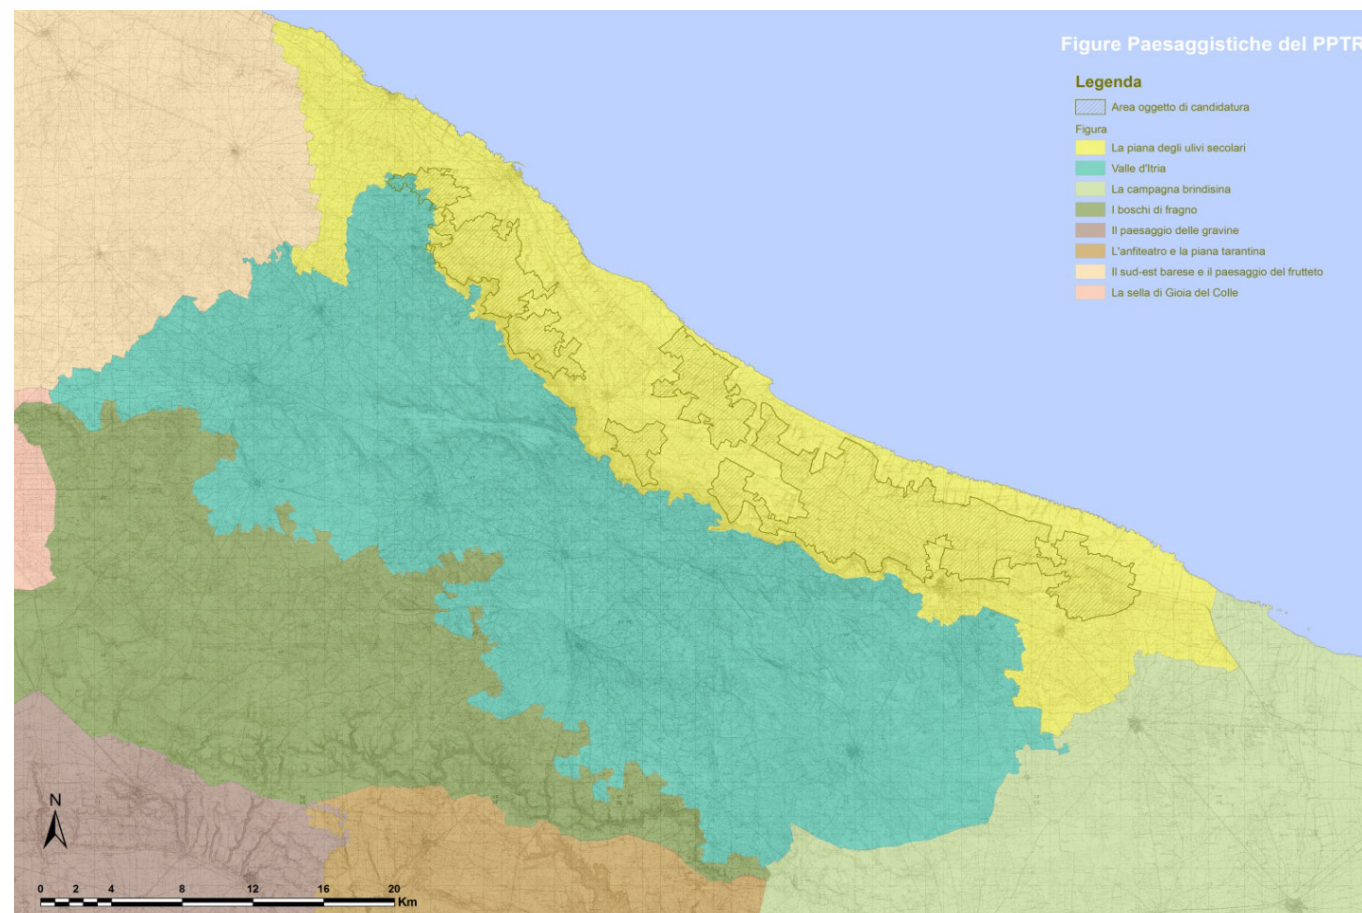 Figure Paesaggistiche del PPTR
Legenda
Area oggetto di candidatura
Figura
La piana degli ulivi secolari
Valle d'Itria
La campagna brindisina
I boschi di fragno
Il paesaggio delle gravine
L'anfiteatro e la piana tarantina
Il sud-est barese e il paesaggio del frutteto
La sella di Gioia del Colle
N
0 2 4 8 12 16 20
Km